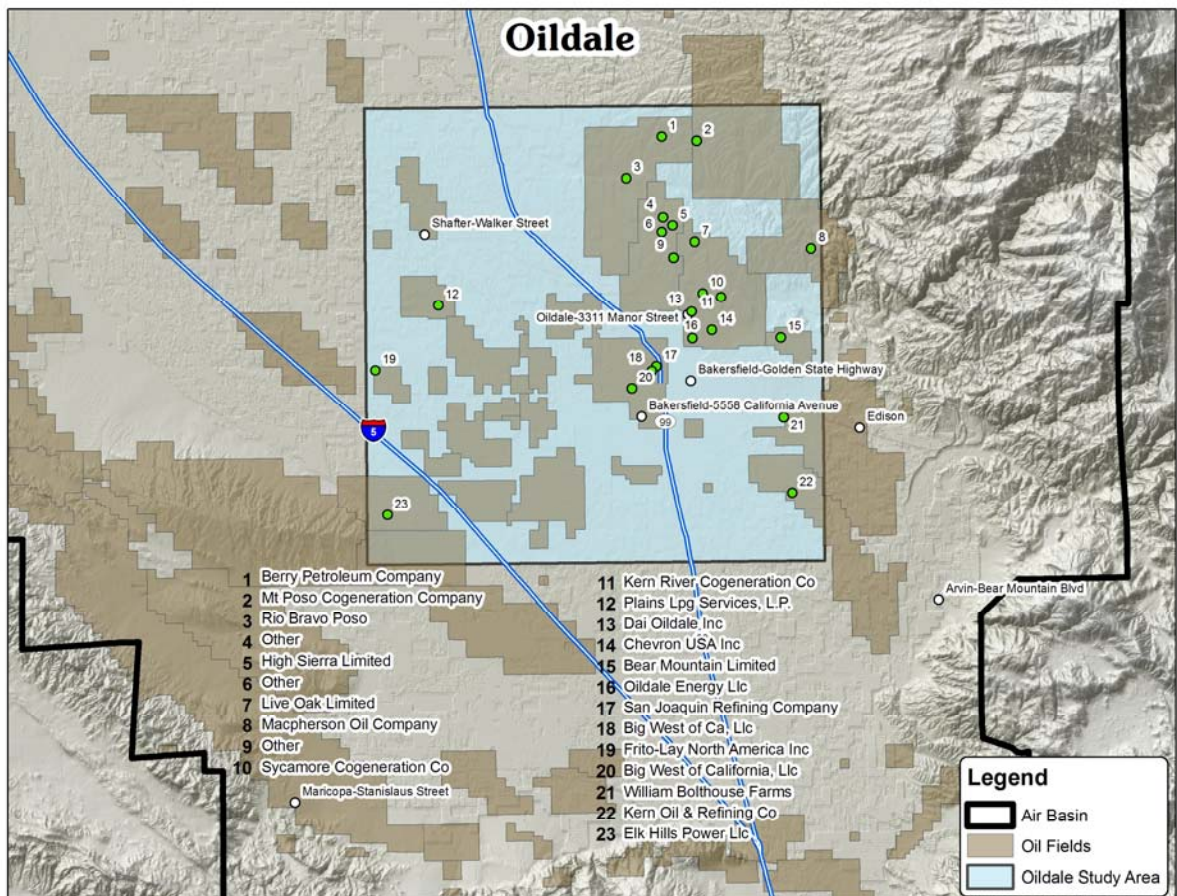 Oildale
1
2
3
4
5
6
7
8
9
Shafter-Walker Street
10
12
13
11
Oildale-3311 Manor Street
14
16
15
19
18
17
20
Bakersfield-Golden State Highway
Bakersfield-5558 California Avenue
99
5
21
Edison
22
23
1 Berry Petroleum Company
2 Mt Poso Cogeneration Company
3 Rio Bravo Poso
4 Other
5 High Sierra Limited
6 Other
7 Live Oak Limited
8 Macpherson Oil Company
9 Other
10 Sycamore Cogeneration Co
11 Kern River Cogeneration Co
12 Plains Lpg Services, L.P.
13 Dai Oildale Inc
14 Chevron USA Inc
15 Bear Mountain Limited
16 Oildale Energy Llc
17 San Joaquin Refining Company
18 Big West of Ca, Llc
19 Frito-Lay North America Inc
20 Big West of California, Llc
21 William Bolthouse Farms
22 Kern Oil & Refining Co
23 Elk Hills Power Llc
Arvin-Bear Mountain Blvd
Maricopa-Stanislaus Street
Legend
Air Basin
Oil Fields
Oildale Study Area